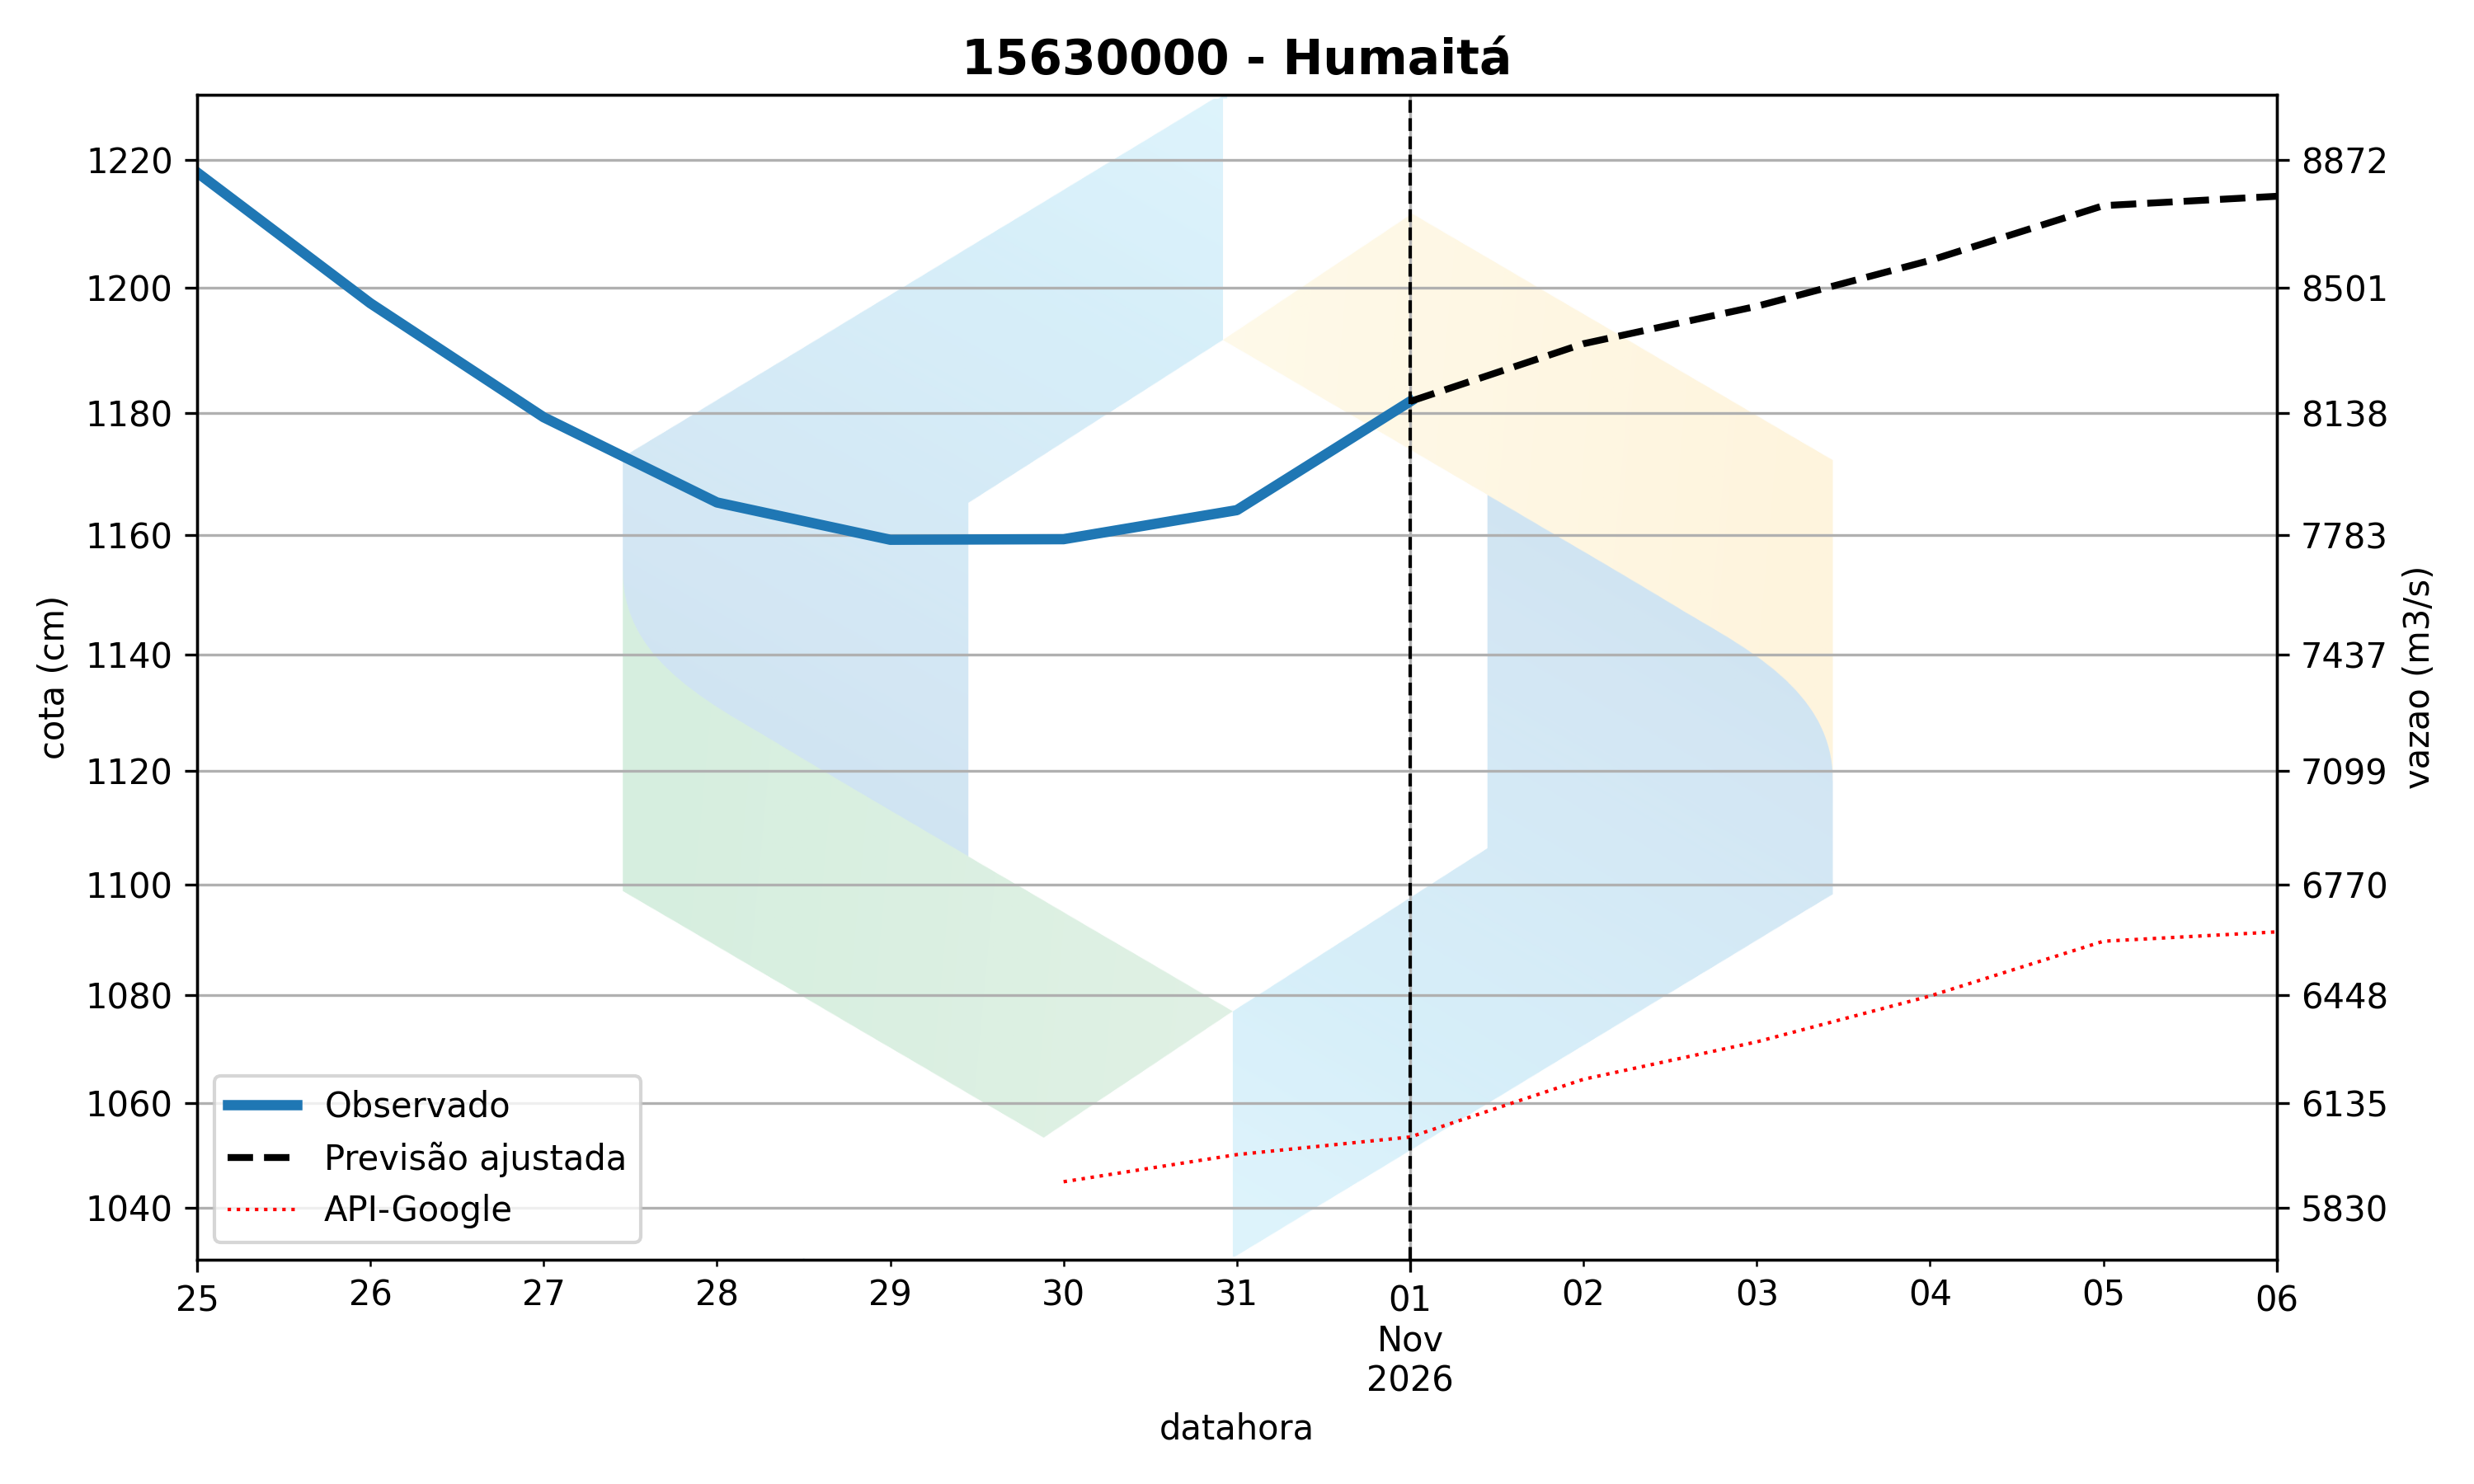 15630000 - Humaitá
1220
1200
1180
1160
1140
1120
1100
1080
1060
1040
cota (cm)
8872
8501
8138
7783
7437
7099
6770
6448
6135
5830
vazao (m3/s)
Observado
Previsão ajustada
API-Google
25 26 27 28 29 30 31 01 02 03 04 05 06
Nov
2026
datahora